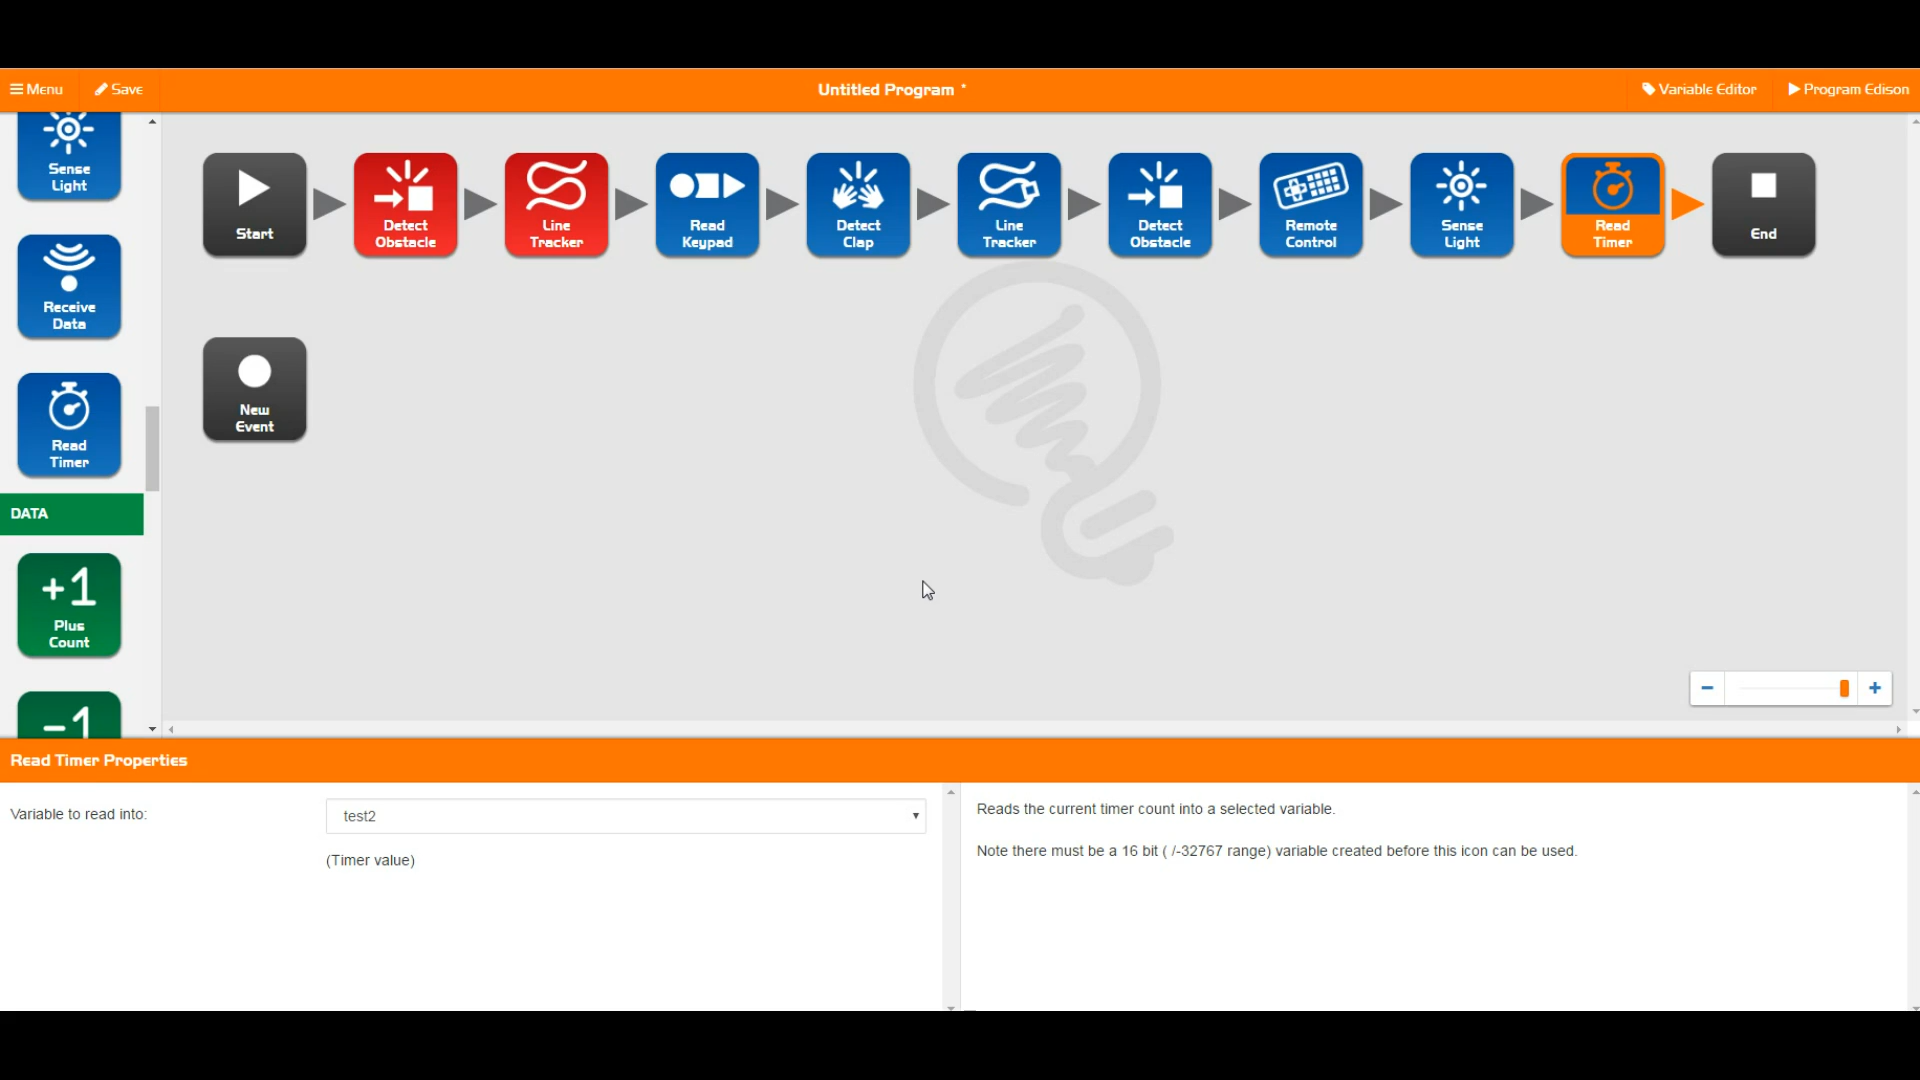 Menu
Save
Untitled Program *
Variable Editor
Program Edison
Sense
Light
Receive
Data
Read
Timer
DATA
+1
Plus
Count
-1
Start
Detect
Obstacle
Line
Tracker
Read
Keypad
Detect
Clap
Line
Tracker
Detect
Obstacle
Remote
Control
Sense
Light
Read
Timer
End
New
Event
Read Timer Properties
Variable to read into:
test2
(Timer value)
Reads the current timer count into a selected variable.
Note there must be a 16 bit ( /-32767 range) variable created before this icon can be used.